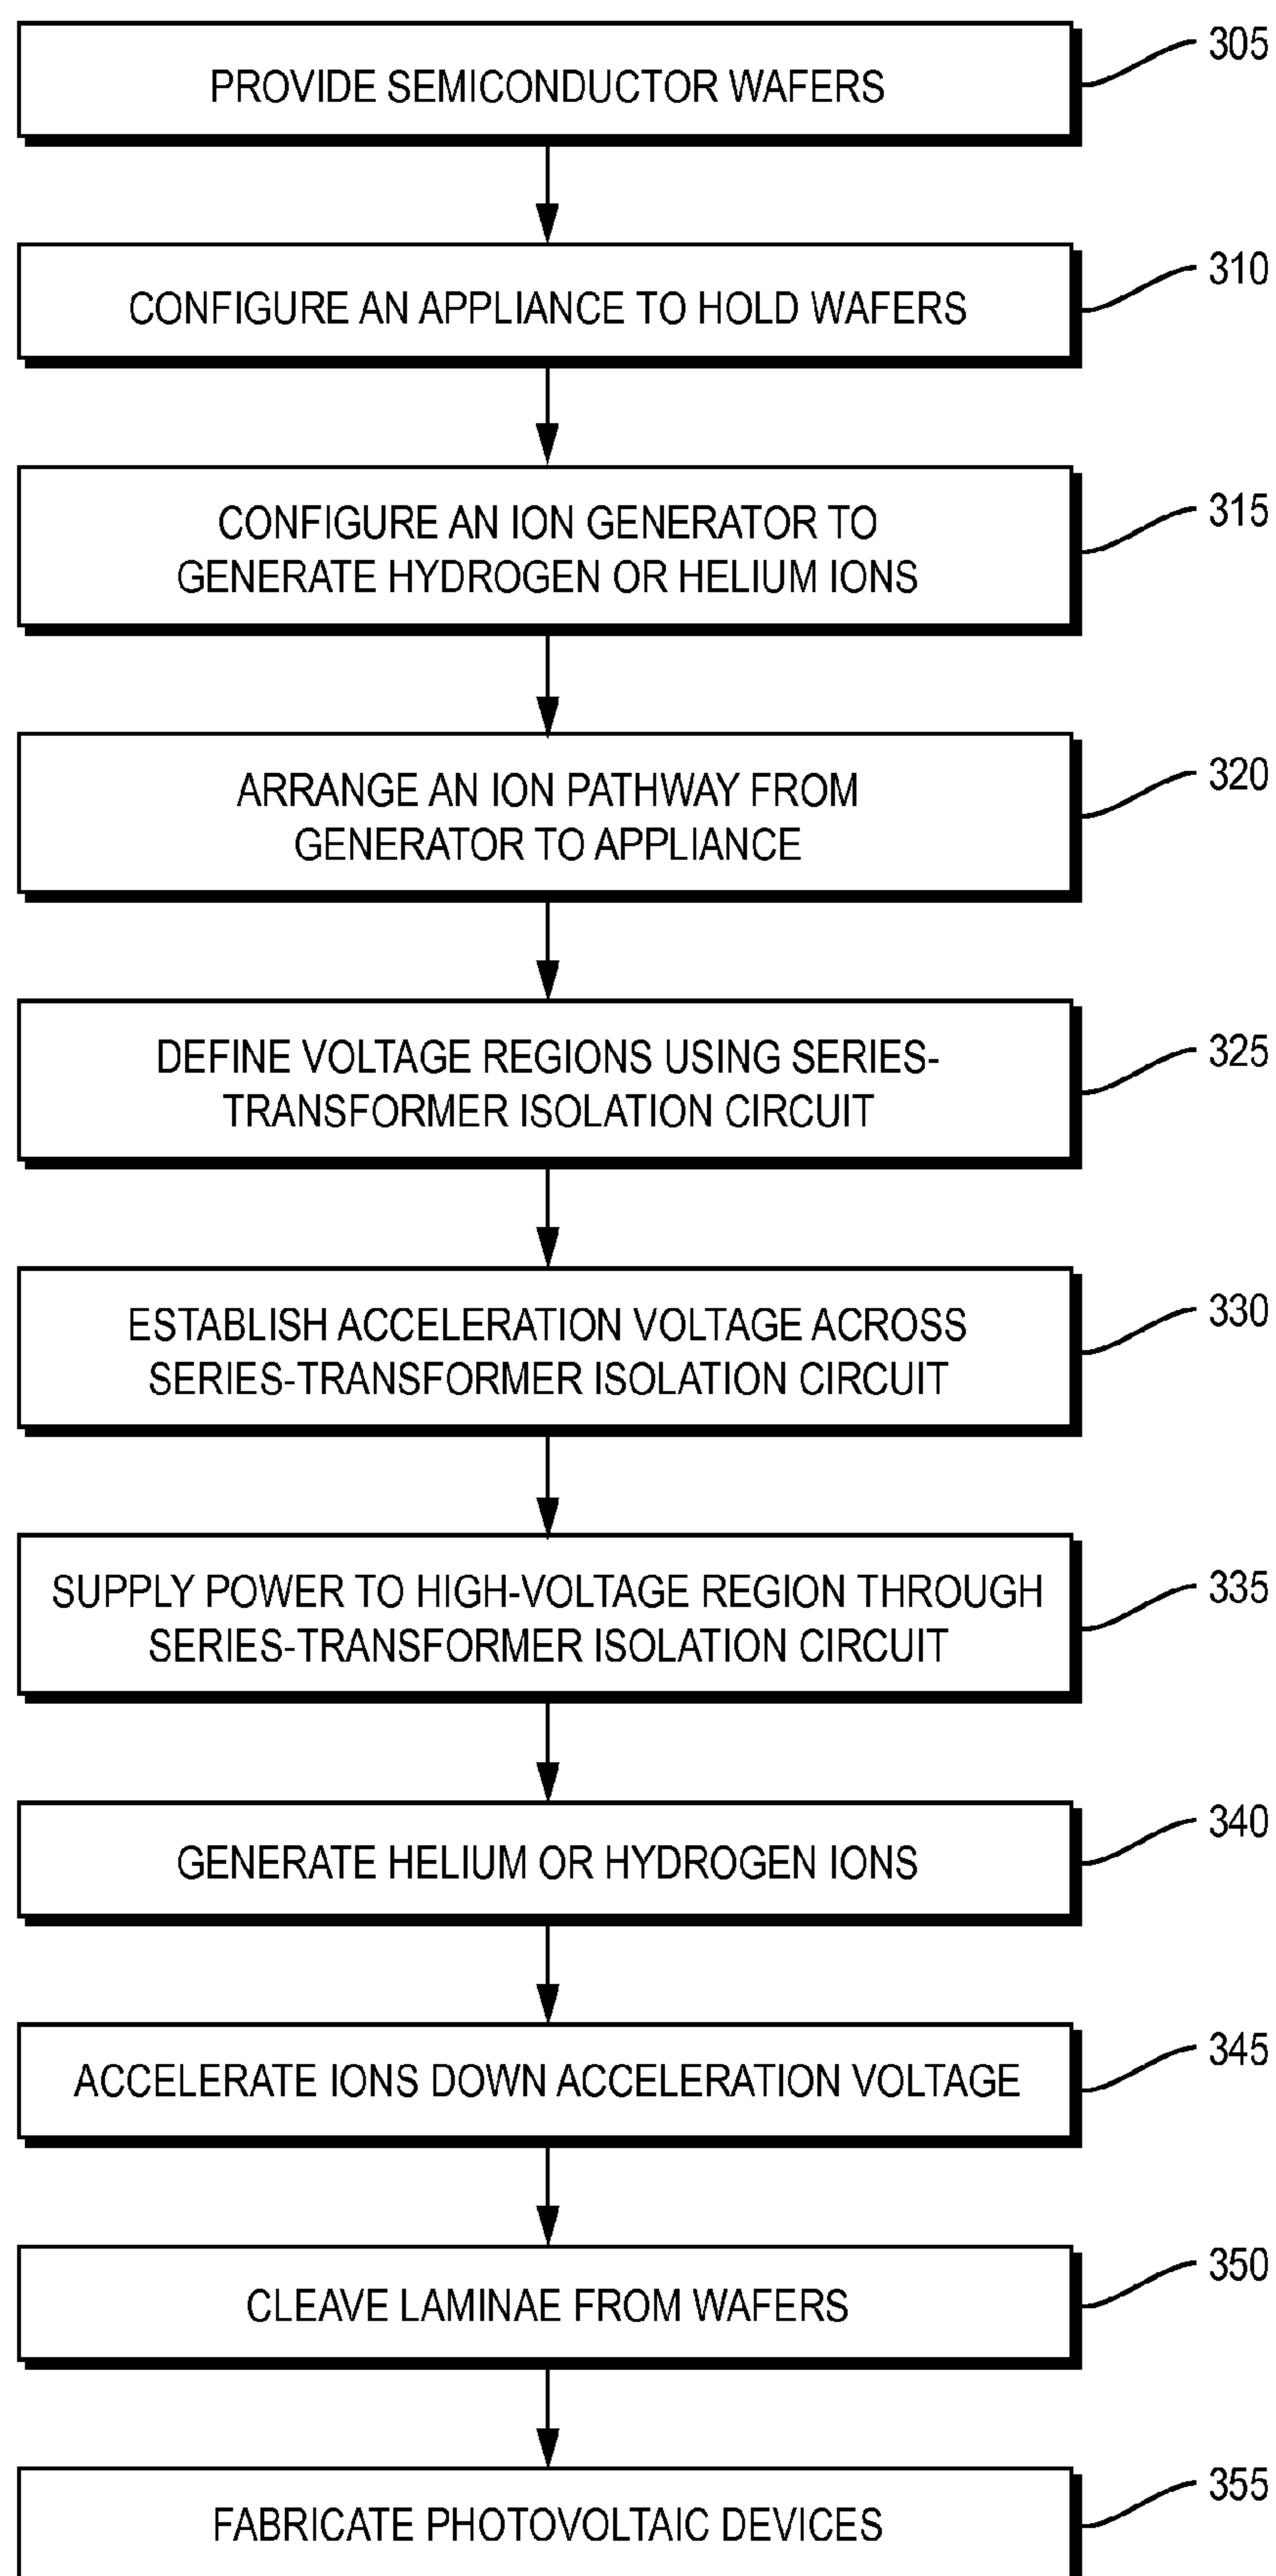 PROVIDE SEMICONDUCTOR WAFERS
305
CONFIGURE AN APPLIANCE TO HOLD WAFERS
310
CONFIGURE AN ION GENERATOR TO
GENERATE HYDROGEN OR HELIUM IONS
315
ARRANGE AN ION PATHWAY FROM
GENERATOR TO APPLIANCE
320
DEFINE VOLTAGE REGIONS USING SERIES-
TRANSFORMER ISOLATION CIRCUIT
325
ESTABLISH ACCELERATION VOLTAGE ACROSS
SERIES-TRANSFORMER ISOLATION CIRCUIT
330
SUPPLY POWER TO HIGH-VOLTAGE REGION THROUGH
SERIES-TRANSFORMER ISOLATION CIRCUIT
335
GENERATE HELIUM OR HYDROGEN IONS
340
ACCELERATE IONS DOWN ACCELERATION VOLTAGE
345
CLEAVE LAMINAE FROM WAFERS
350
FABRICATE PHOTOVOLTAIC DEVICES
355